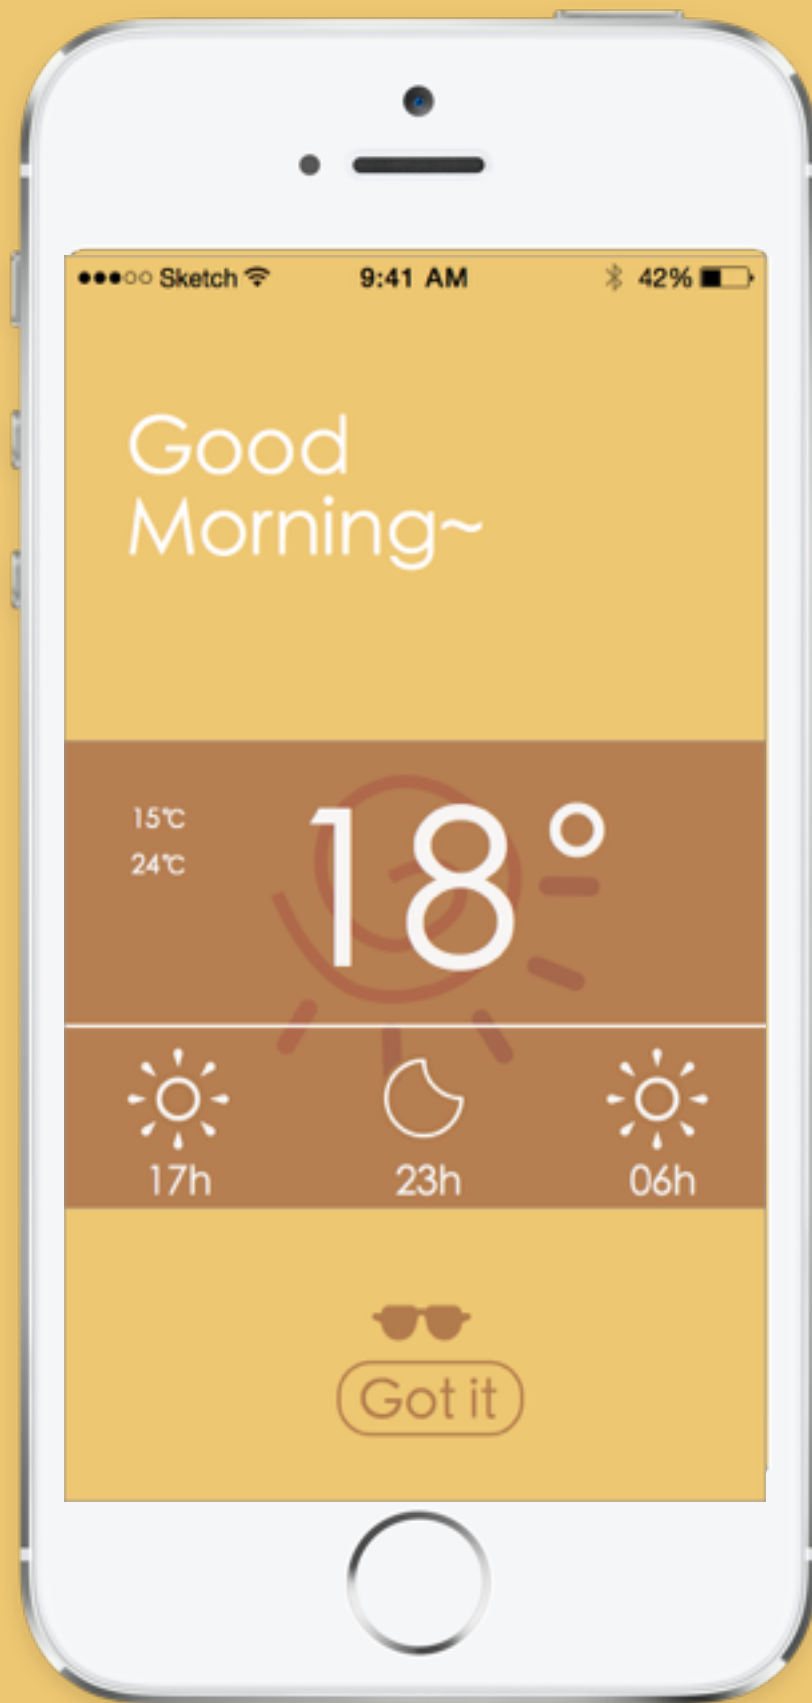 Sketch 9:41 AM 42%
Good
Morning~
15℃
24℃
18°
17h 23h 06h
Got it